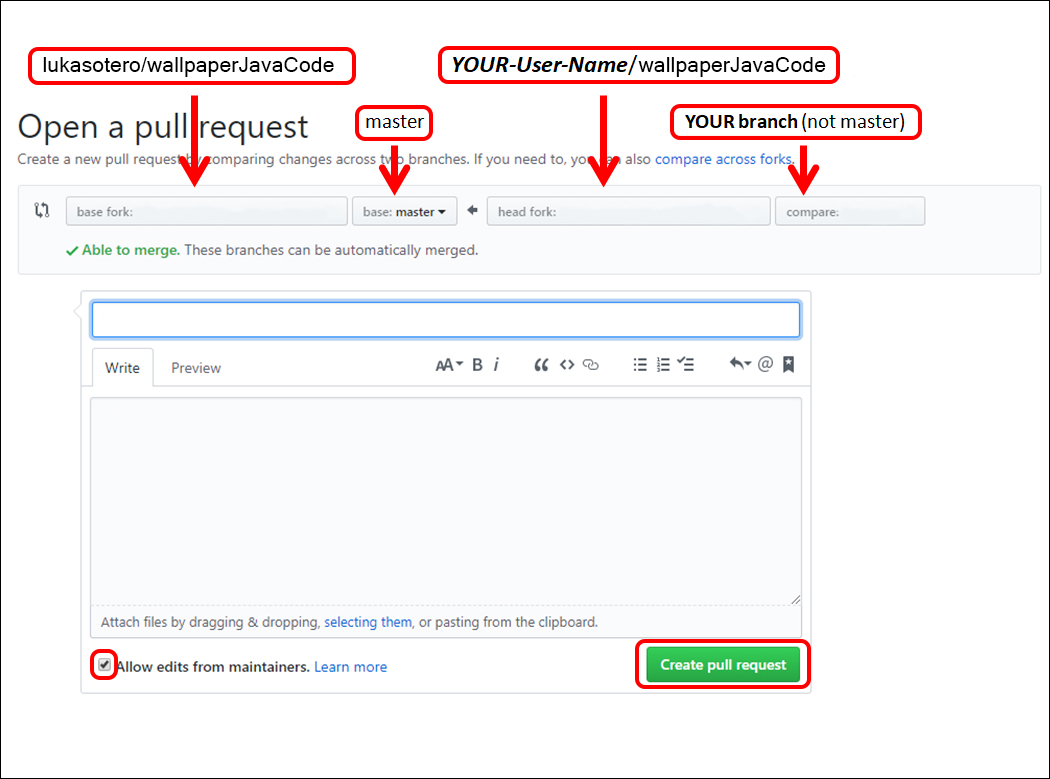 lukasotero/wallpaperJavaCode
YOUR-User-Name/wallpaperJavaCode
master
YOUR branch (not master)
Open a pull request
Create a new pull request by comparing changes across two branches. If you need to, you can also compare across forks.
base fork:
base: master
head fork:
compare:
Able to merge. These branches can be automatically merged.
Write
Preview
AA B i
@
Attach files by dragging & dropping, selecting them, or pasting from the clipboard.
Allow edits from maintainers. Learn more
Create pull request